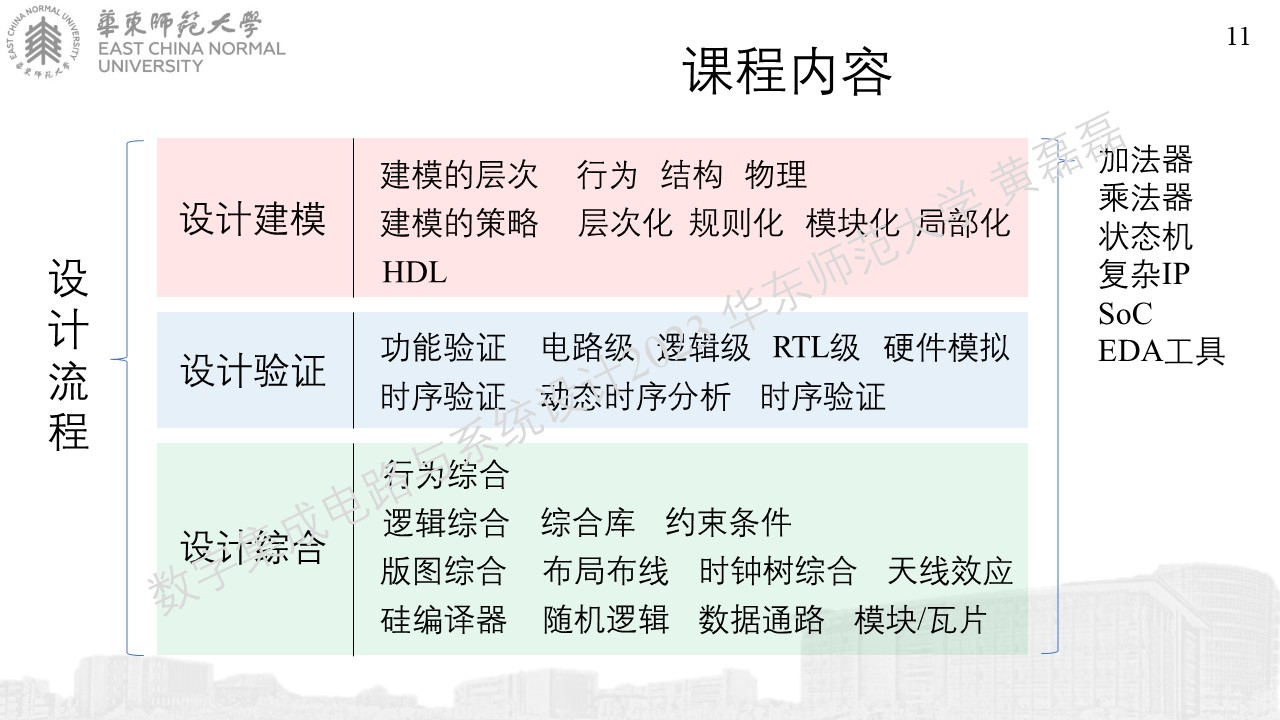 華東师范大學
EAST CHINA NORMAL
UNIVERSITY
EAST CHINA NORMAL UNIVERSITY
華東师范大學
11
课程内容
设计流程
设计建模
建模的层次 行为 结构 物理
建模的策略 层次化 规则化 模块化 局部化
HDL
设计验证
功能验证 电路级 逻辑级 RTL级 硬件模拟
时序验证 动态时序分析 时序验证
设计综合
行为综合
逻辑综合 综合库 约束条件
版图综合 布局布线 时钟树综合 天线效应
硅编译器 随机逻辑 数据通路 模块/瓦片
加法器
乘法器
状态机
复杂IP
SoC
EDA工具
数字集成电路与系统设计2023 华东师范大学 黄磊磊